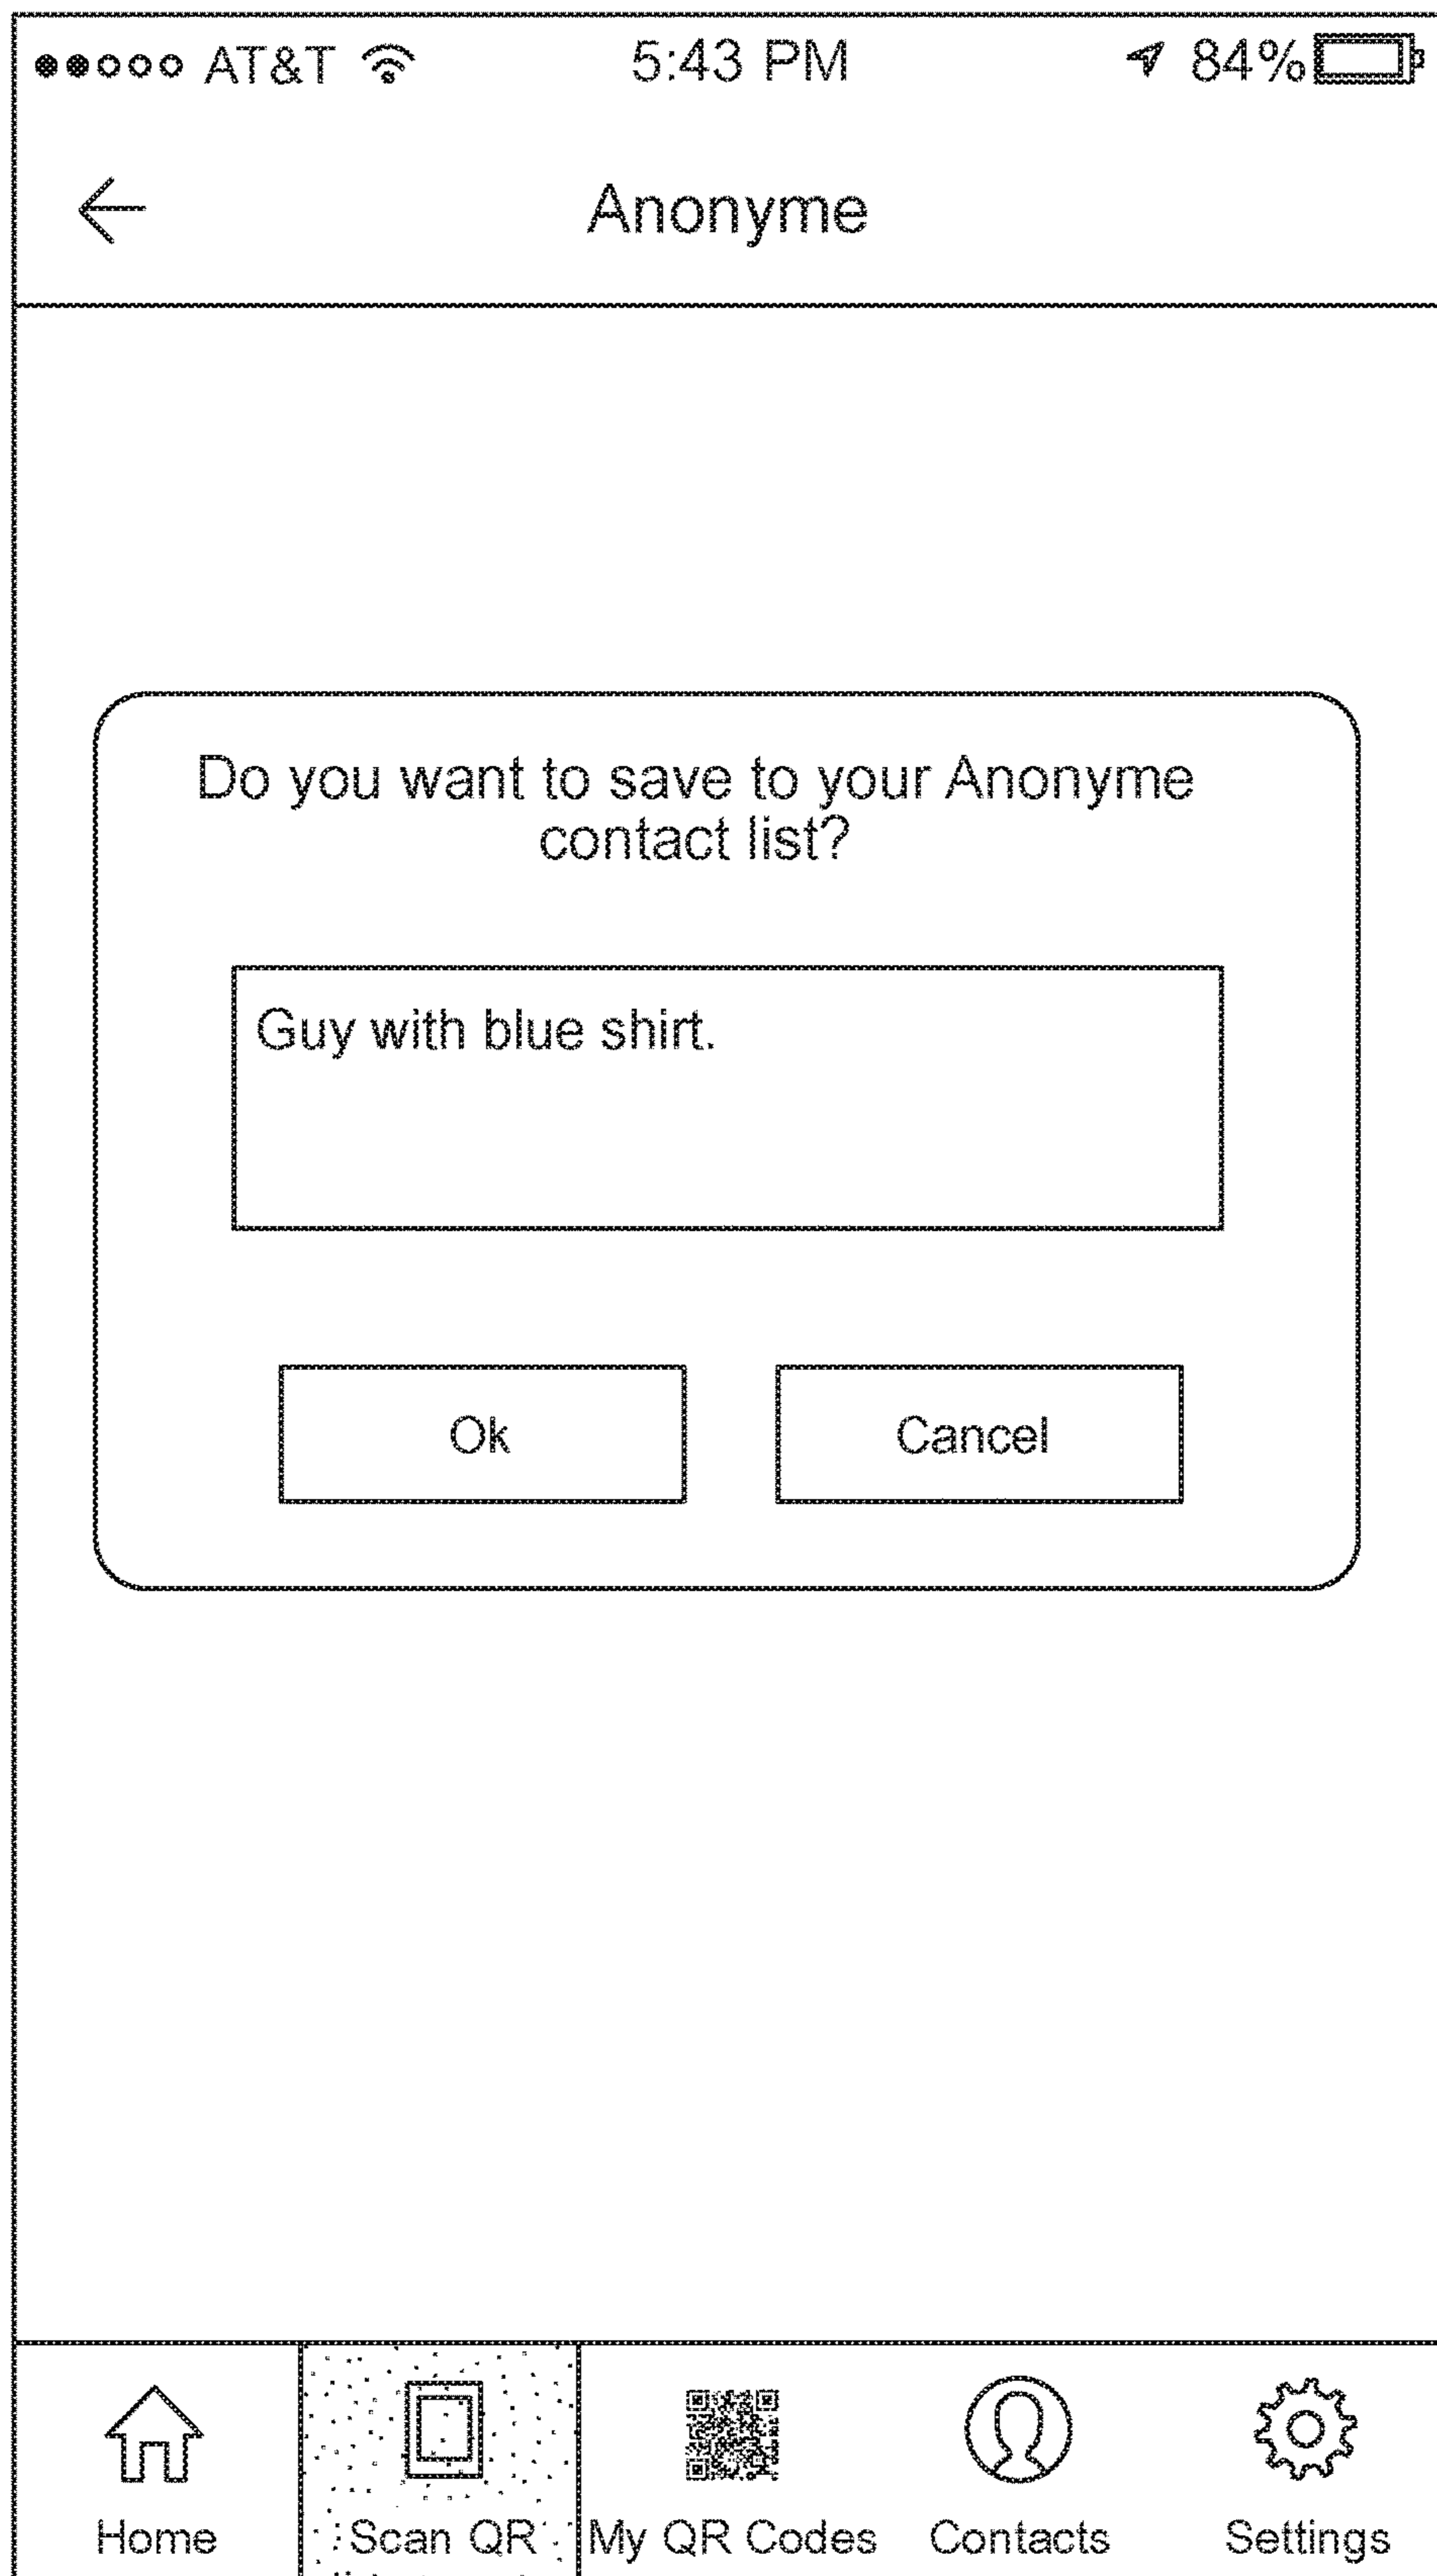 AT&T 5:43 PM 84%
Anonyme
Do you want to save to your Anonyme
contact list?
Guy with blue shirt.
Ok Cancel
Home Scan QR My QR Codes Contacts Settings